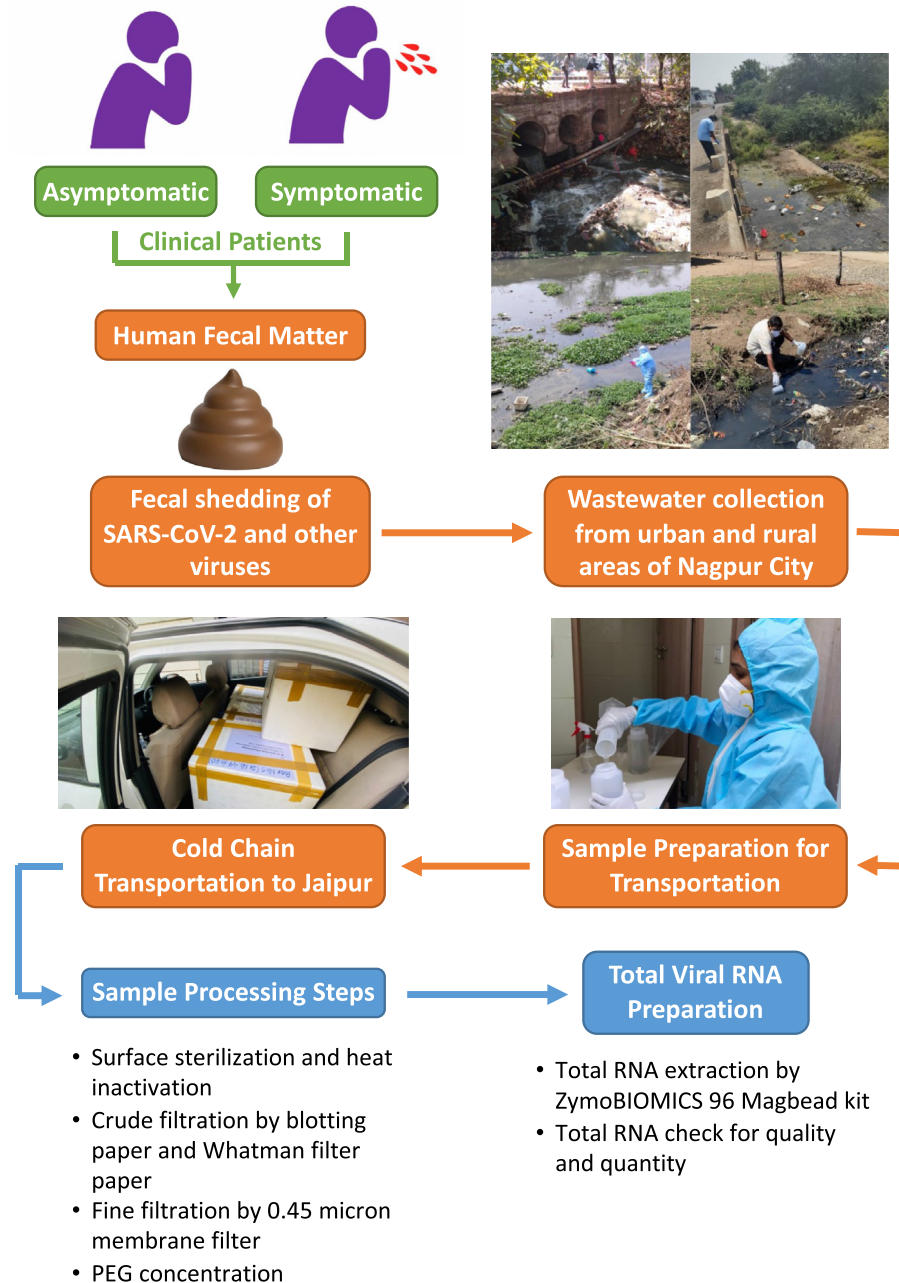 Asymptomatic
Symptomatic
Clinical Patients
Human Fecal Matter
Fecal shedding of
SARS-CoV-2 and other
viruses
Wastewater collection
from urban and rural
areas of Nagpur City
Cold Chain
Transportation to Jaipur
Sample Preparation for
Transportation
Sample Processing Steps
Total Viral RNA
Preparation
• Surface sterilization and heat
inactivation
• Crude filtration by blotting
paper and Whatman filter
paper
• Fine filtration by 0.45 micron
membrane filter
• PEG concentration
• Total RNA extraction by
ZymoBIOMICS 96 Magbead kit
• Total RNA check for quality
and quantity